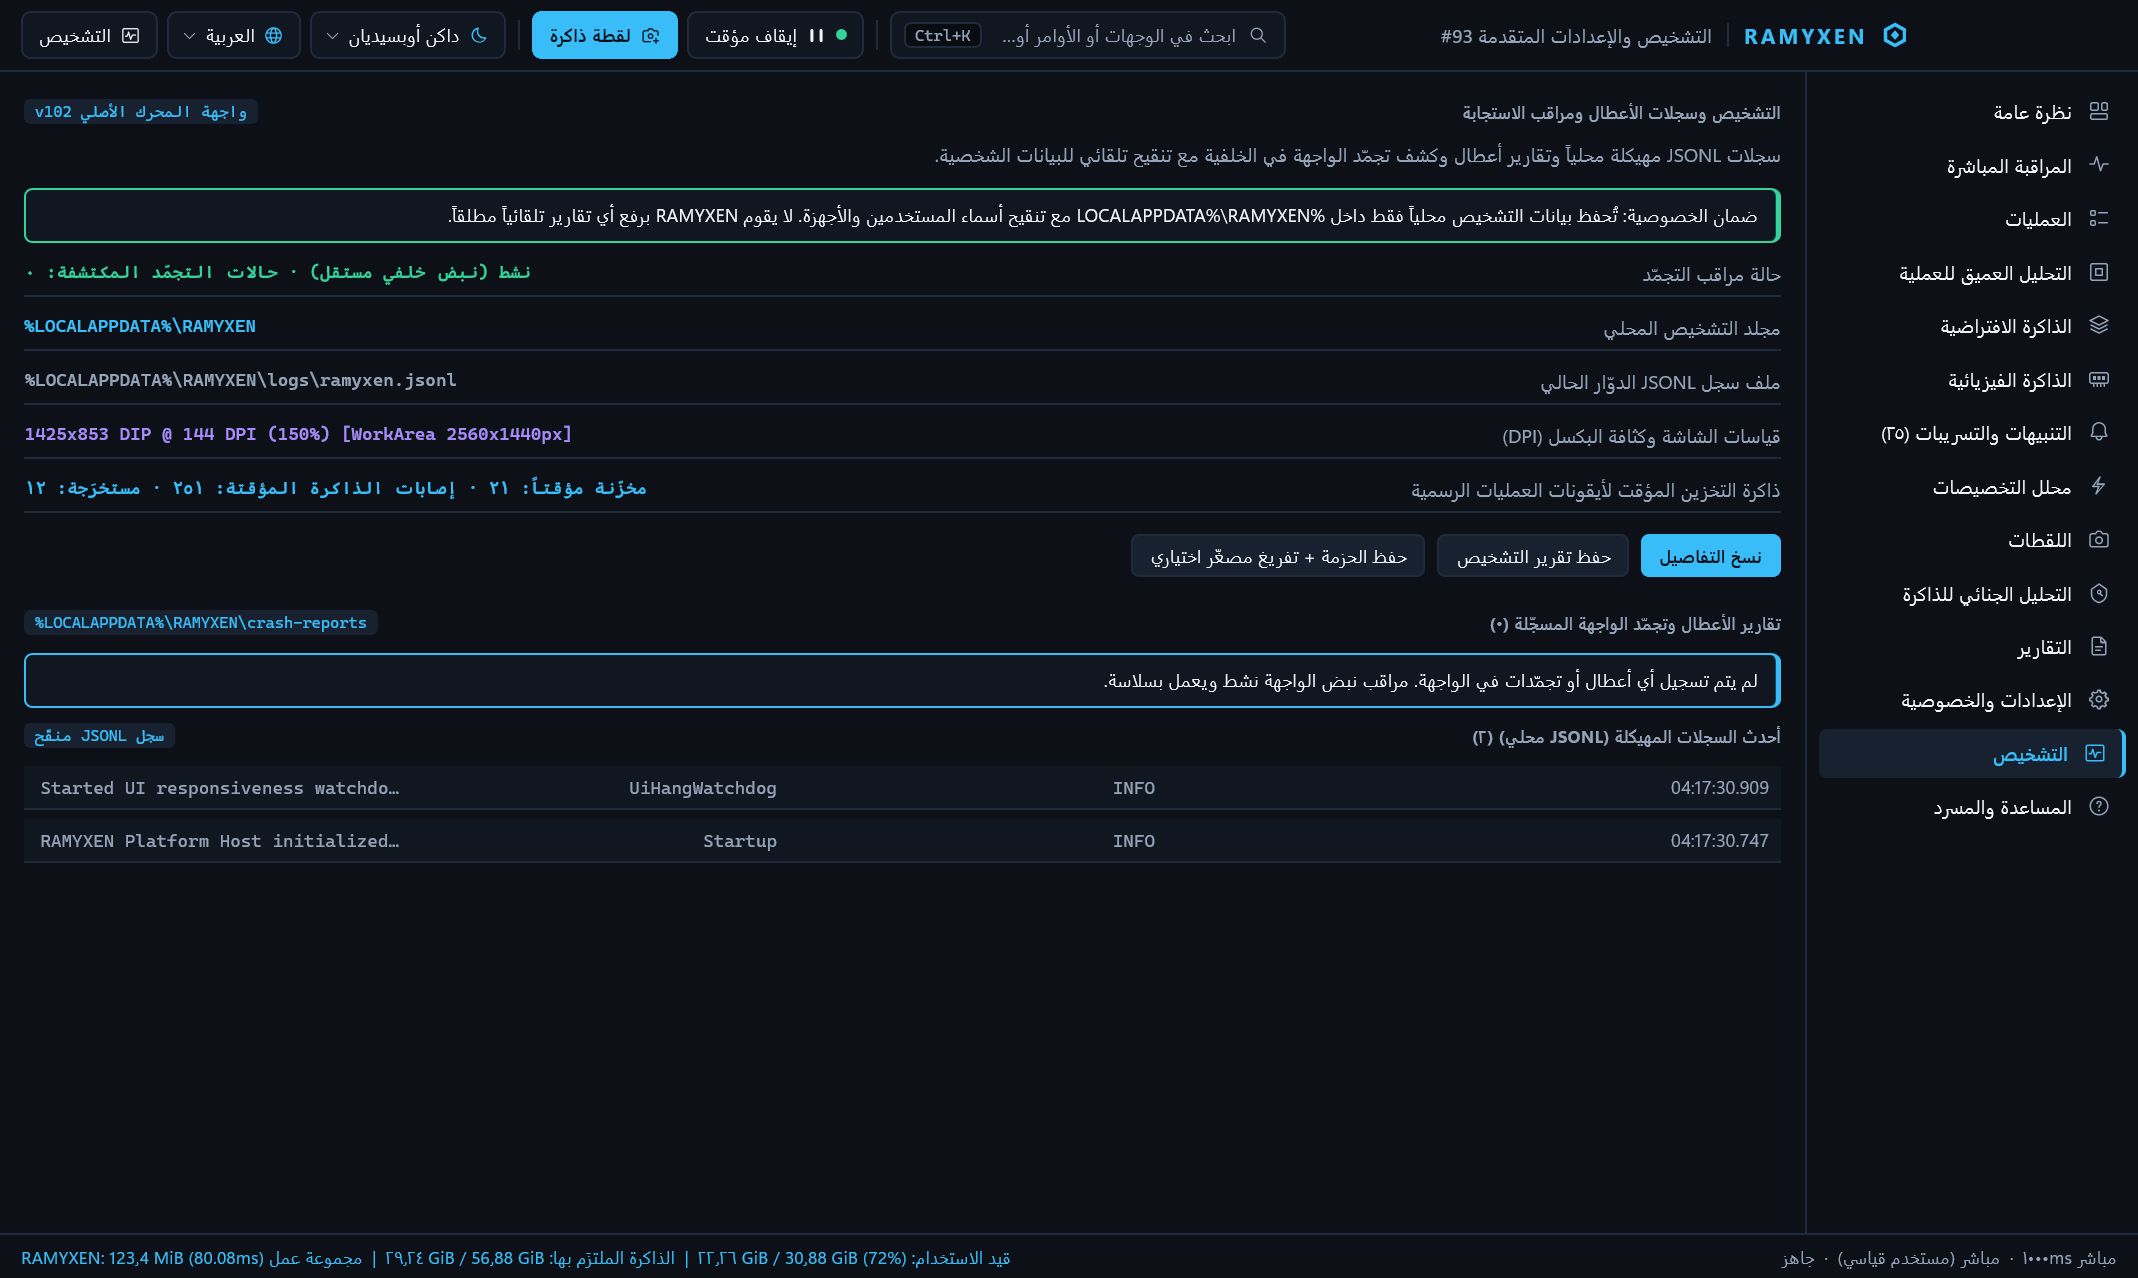 RAMYXEN
التشخيص والإعدادات المتقدمة 93#
ابحث في الوجهات أو الأوامر أو... Ctrl+K
إيقاف مؤقت
لقطة ذاكرة
داكن أوبسيديان
العربية
التشخيص
نظرة عامة
المراقبة المباشرة
العمليات
التحليل العميق للعملية
الذاكرة الافتراضية
الذاكرة الفيزيائية
التنبيهات والتسريبات (٢٥)
محلل التخصيصات
اللقطات
التحليل الجنائي للذاكرة
التقارير
الإعدادات والخصوصية
التشخيص
المساعدة والمسرد
التشخيص وسجلات الأعطال ومراقب الاستجابة
واجهة المحرك الأصلي v102
سجلات JSONL مهيكلة محلياً وتقارير أعطال وكشف تجمّد الواجهة في الخلفية مع تنقيح تلقائي للبيانات الشخصية.
ضمان الخصوصية: تُحفظ بيانات التشخيص محلياً فقط داخل %LOCALAPPDATA%\RAMYXEN مع تنقيح أسماء المستخدمين والأجهزة. لا يقوم RAMYXEN برفع أي تقارير تلقائياً مطلقاً.
حالة مراقب التجمّد
نشط (نبض خلفي مستقل) · حالات التجمّد المكتشفة: ٠
مجلد التشخيص المحلي
%LOCALAPPDATA%\RAMYXEN
ملف سجل JSONL الدوّار الحالي
%LOCALAPPDATA%\RAMYXEN\logs\ramyxen.jsonl
قياسات الشاشة وكثافة البكسل (DPI)
1425x853 DIP @ 144 DPI (150%) [WorkArea 2560x1440px]
ذاكرة التخزين المؤقت لأيقونات العمليات الرسمية
مخزّنة مؤقتاً: ٢١ · إصابات الذاكرة المؤقتة: ٢٥١ · مستخرَجة: ١٢
نسخ التفاصيل
حفظ تقرير التشخيص
حفظ الحزمة + تفريغ مصغّر اختياري
تقارير الأعطال وتجمّد الواجهة المسجّلة (٠)
%LOCALAPPDATA%\RAMYXEN\crash-reports
لم يتم تسجيل أي أعطال أو تجمّدات في الواجهة. مراقب نبض الواجهة نشط ويعمل بسلاسة.
أحدث السجلات المهيكلة (JSONL محلي) (٢)
سجل JSONL منقّح
04:17:30.909 INFO UiHangWatchdog Started UI responsiveness watchdo…
04:17:30.747 INFO Startup RAMYXEN Platform Host initialized…
مباشر ١٠٠٠ms · مباشر (مستخدم قياسي) · جاهز
قيد الاستخدام: ٢٢,٢٦ GiB / 30,88 GiB (72%) | الذاكرة الملتزَم بها: ٢٩,٢٤ GiB / 56,88 GiB | مجموعة عمل RAMYXEN: 123,4 MiB (80.08ms)